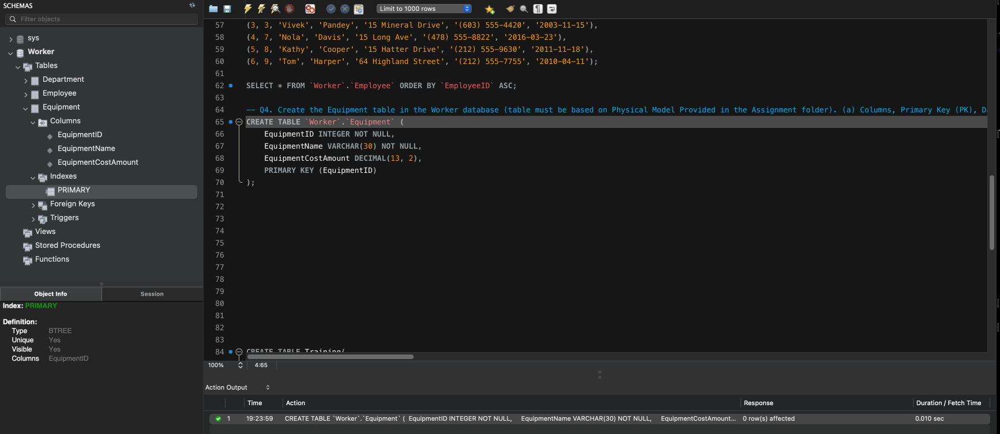 SCHEMAS
Filter objects
sys
Worker
Tables
Department
Employee
Equipment
Columns
EquipmentID
EquipmentName
EquipmentCostAmount
Indexes
PRIMARY
Foreign Keys
Triggers
Views
Stored Procedures
Functions
Object Info Session
Index: PRIMARY
Definition:
Type BTREE
Unique Yes
Visible Yes
Columns EquipmentID
Limit to 1000 rows
57 (3, 3, 'Vivek', 'Pandey', '15 Mineral Drive', '(603) 555-4420', '2003-11-15'),
58 (4, 7, 'Nola', 'Davis', '15 Long Ave', '(478) 555-8822', '2016-03-23'),
59 (5, 8, 'Kathy', 'Cooper', '15 Hatter Drive', '(212) 555-9630', '2011-11-18'),
60 (6, 9, 'Tom', 'Harper', '64 Highland Street', '(212) 555-7755', '2010-04-11');
61
62 SELECT * FROM `Worker`.`Employee` ORDER BY `EmployeeID` ASC;
63
64 -- Q4. Create the Equipment table in the Worker database (table must be based on Physical Model Provided in the Assignment folder). (a) Columns, Primary Key (PK), D
65 CREATE TABLE `Worker`.`Equipment` (
66 EquipmentID INTEGER NOT NULL,
67 EquipmentName VARCHAR(30) NOT NULL,
68 EquipmentCostAmount DECIMAL(13, 2),
69 PRIMARY KEY (EquipmentID)
70 );
71
72
73
74
75
76
77
78
79
80
81
82
83
84 CREATE TABLE Training(
100% 4:65
Action Output
Time Action Response Duration / Fetch Time
1 19:23:59 CREATE TABLE `Worker`.`Equipment` ( EquipmentID INTEGER NOT NULL, EquipmentName VARCHAR(30) NOT NULL, EquipmentCostAmount... 0 row(s) affected 0.010 sec